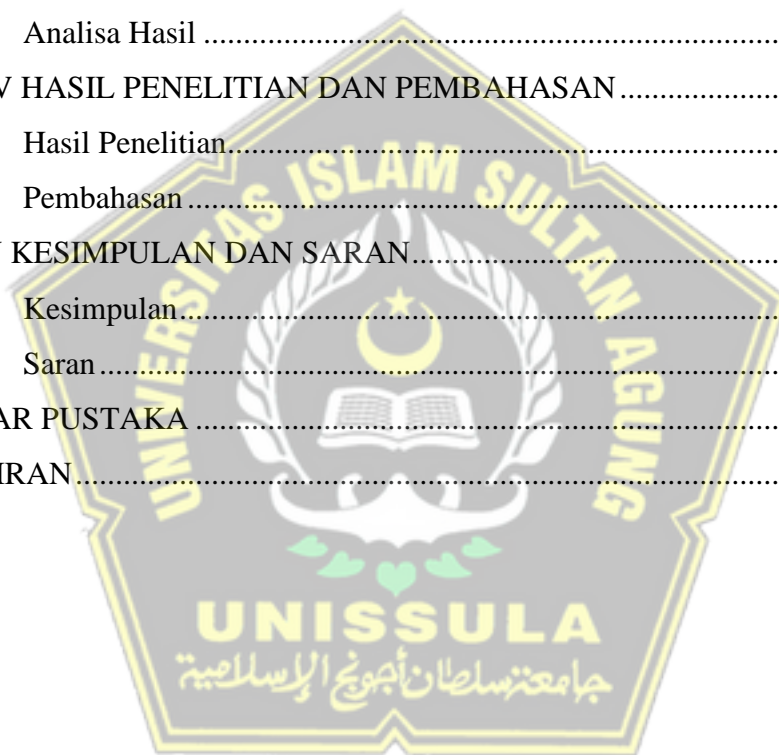 Analisa Hasil ........................................................................
V HASIL PENELITIAN DAN PEMBAHASAN ....................
Hasil Penelitian ....................................................................
Pembahasan .........................................................................
KESIMPULAN DAN SARAN ..............................................
Kesimpulan ..........................................................................
Saran ....................................................................................
AR PUSTAKA .........................................................................
IRAN ........................................................................................
UNIVERSITAS ISLAM SULTAN AGUNG
UNISSULA
جامعة سلطان أجونج الإسلامية